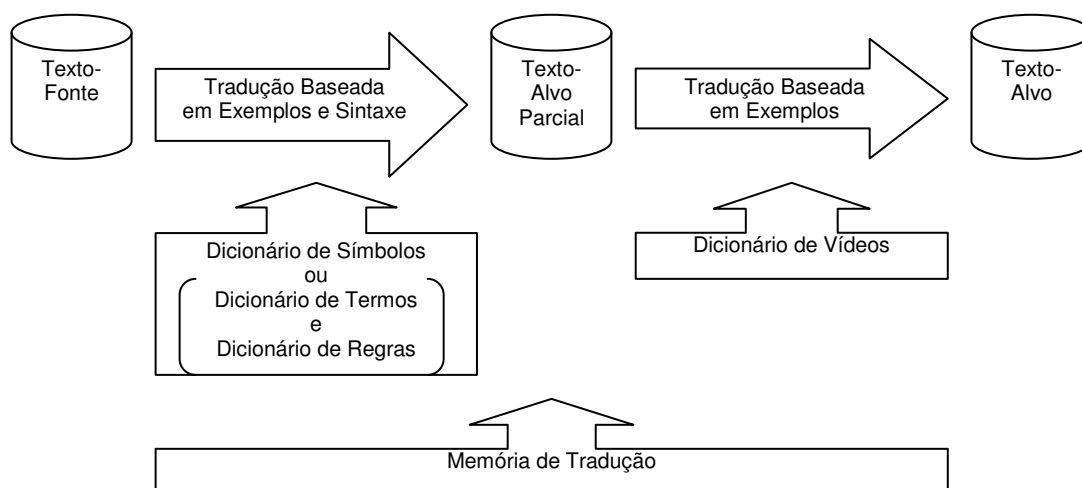 Texto-
Fonte
Tradução Baseada
em Exemplos e Sintaxe
Texto-
Alvo
Parcial
Tradução Baseada
em Exemplos
Texto-
Alvo
Dicionário de Símbolos
ou
Dicionário de Termos
e
Dicionário de Regras
Dicionário de Vídeos
Memória de Tradução